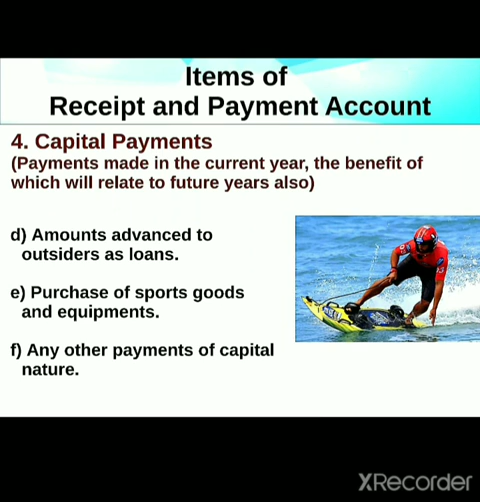 Items of
Receipt and Payment Account
4. Capital Payments
(Payments made in the current year, the benefit of
which will relate to future years also)
d) Amounts advanced to
outsiders as loans.
e) Purchase of sports goods
and equipments.
f) Any other payments of capital
nature.
XRecorder